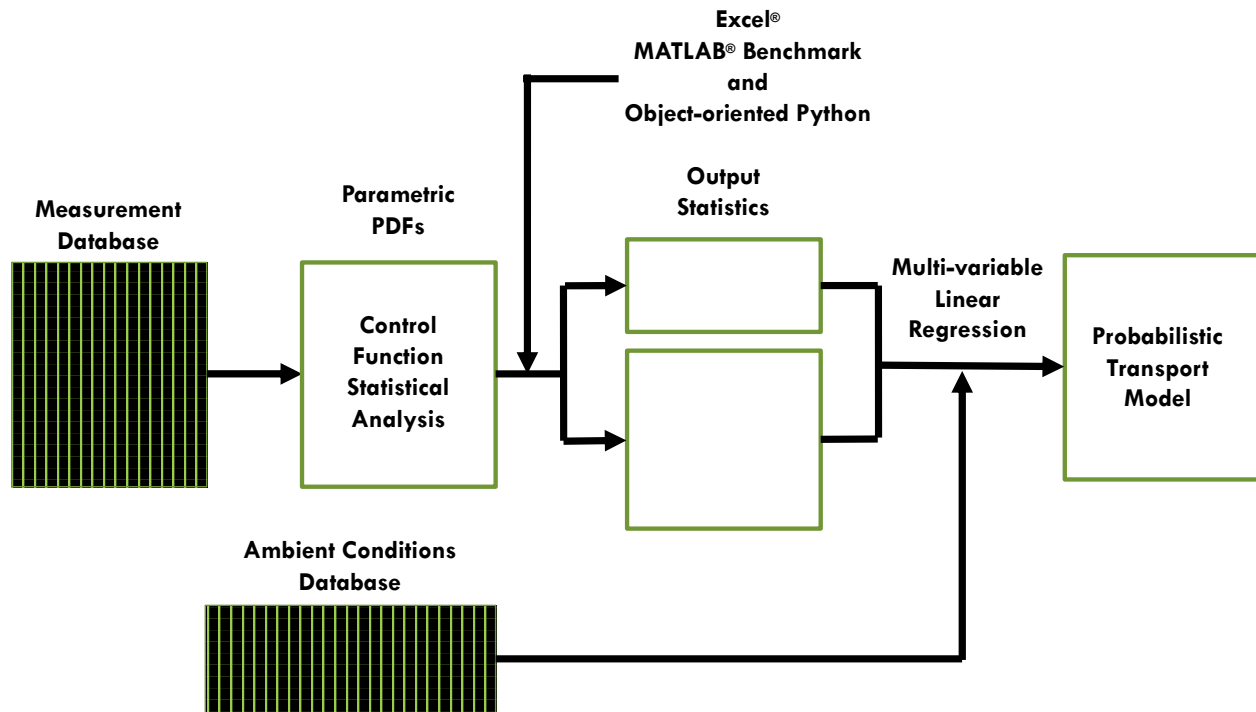 Excel®
MATLAB® Benchmark
and
Object-oriented Python
Output
Statistics
Parametric
PDFs
Measurement
Database
Multi-variable
Linear
Regression
Control
Function
Statistical
Analysis
Probabilistic
Transport
Model
Ambient Conditions
Database